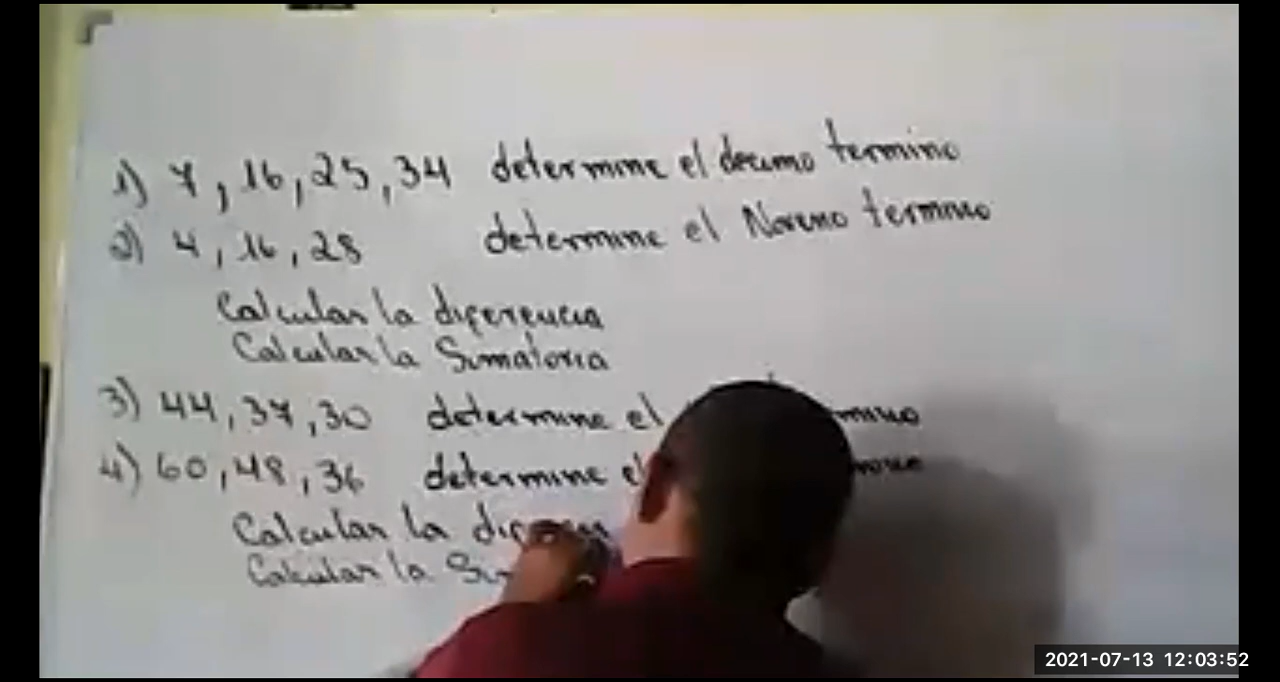 1) 7, 16, 25, 34 determine el decimo termino
2) 4, 16, 28 determine el Noveno termino
Calcular la diferencia
Calcular la Sumatoria
3) 44, 37, 30 determine el
4) 60, 48, 36 determine el
Calcular la
Calcular la
2021-07-13 12:03:52